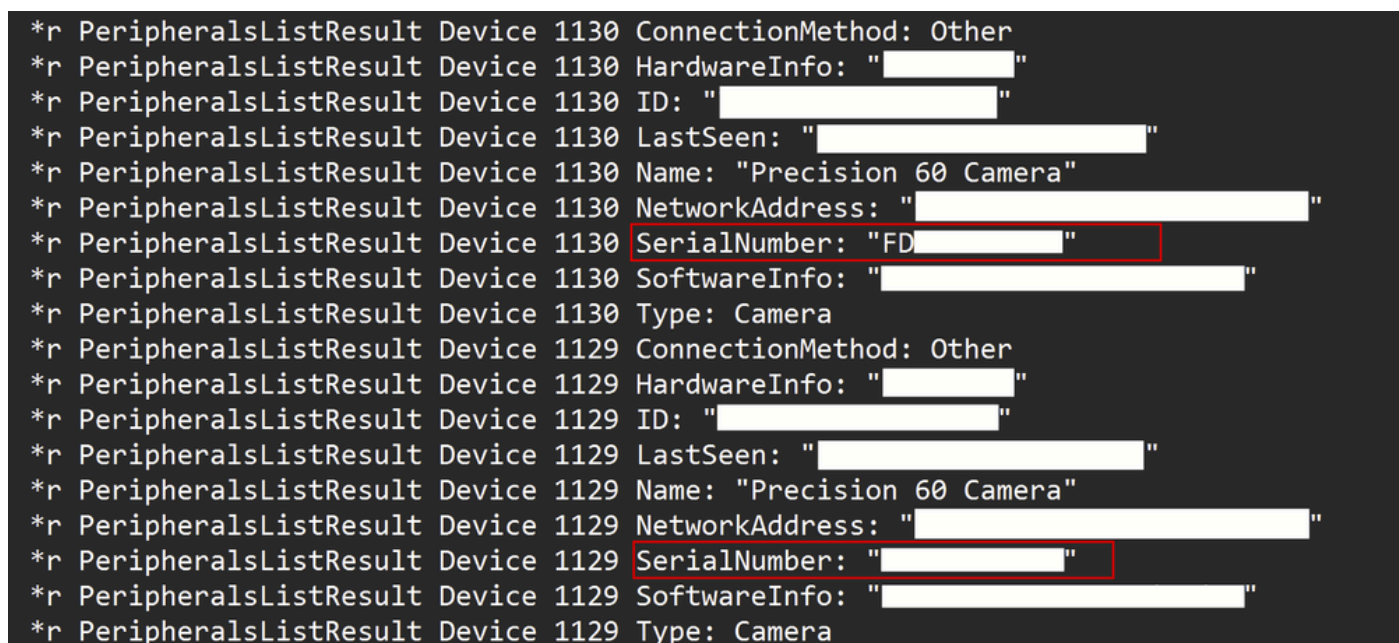 *r PeripheralsListResult Device 1130 ConnectionMethod: Other
*r PeripheralsListResult Device 1130 HardwareInfo: " "
*r PeripheralsListResult Device 1130 ID: " "
*r PeripheralsListResult Device 1130 LastSeen: " "
*r PeripheralsListResult Device 1130 Name: "Precision 60 Camera"
*r PeripheralsListResult Device 1130 NetworkAddress: " "
*r PeripheralsListResult Device 1130 SerialNumber: "FD "
*r PeripheralsListResult Device 1130 SoftwareInfo: " "
*r PeripheralsListResult Device 1130 Type: Camera
*r PeripheralsListResult Device 1129 ConnectionMethod: Other
*r PeripheralsListResult Device 1129 HardwareInfo: " "
*r PeripheralsListResult Device 1129 ID: " "
*r PeripheralsListResult Device 1129 LastSeen: " "
*r PeripheralsListResult Device 1129 Name: "Precision 60 Camera"
*r PeripheralsListResult Device 1129 NetworkAddress: " "
*r PeripheralsListResult Device 1129 SerialNumber: " "
*r PeripheralsListResult Device 1129 SoftwareInfo: " "
*r PeripheralsListResult Device 1129 Type: Camera